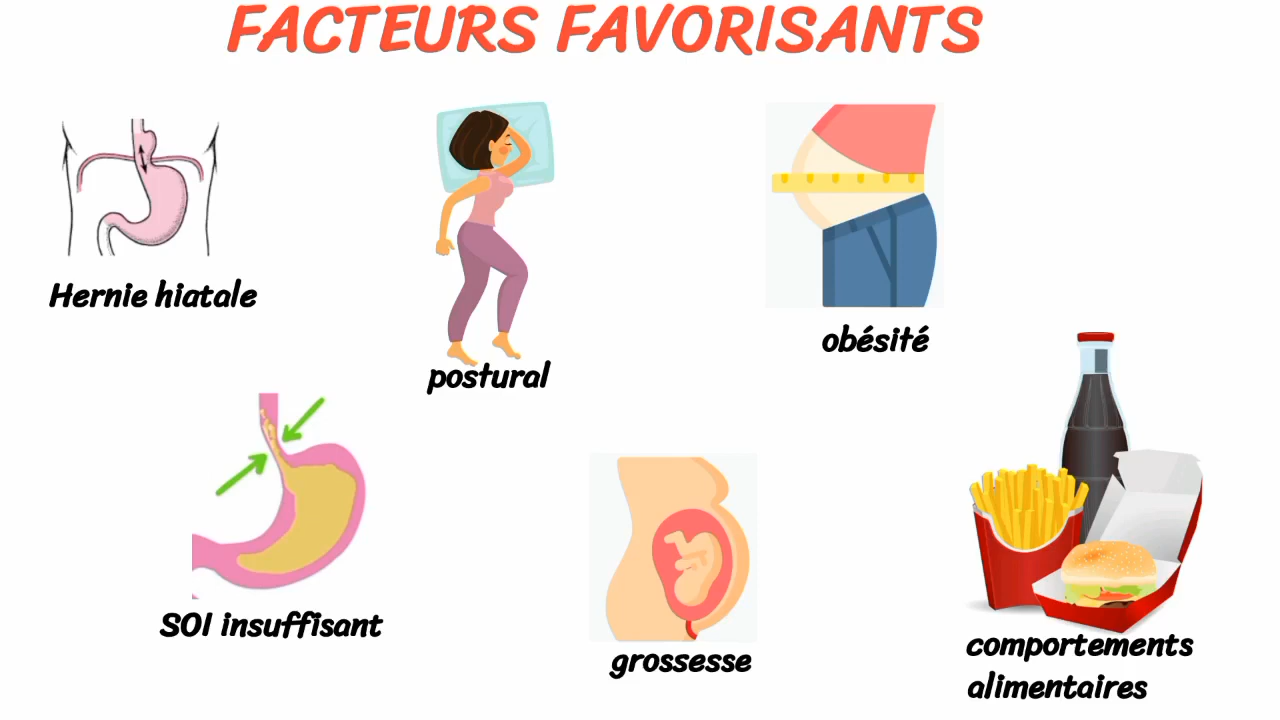 FACTEURS FAVORISANTS
Hernie hiatale
postural
obésité
SOI insuffisant
grossesse
comportements
alimentaires